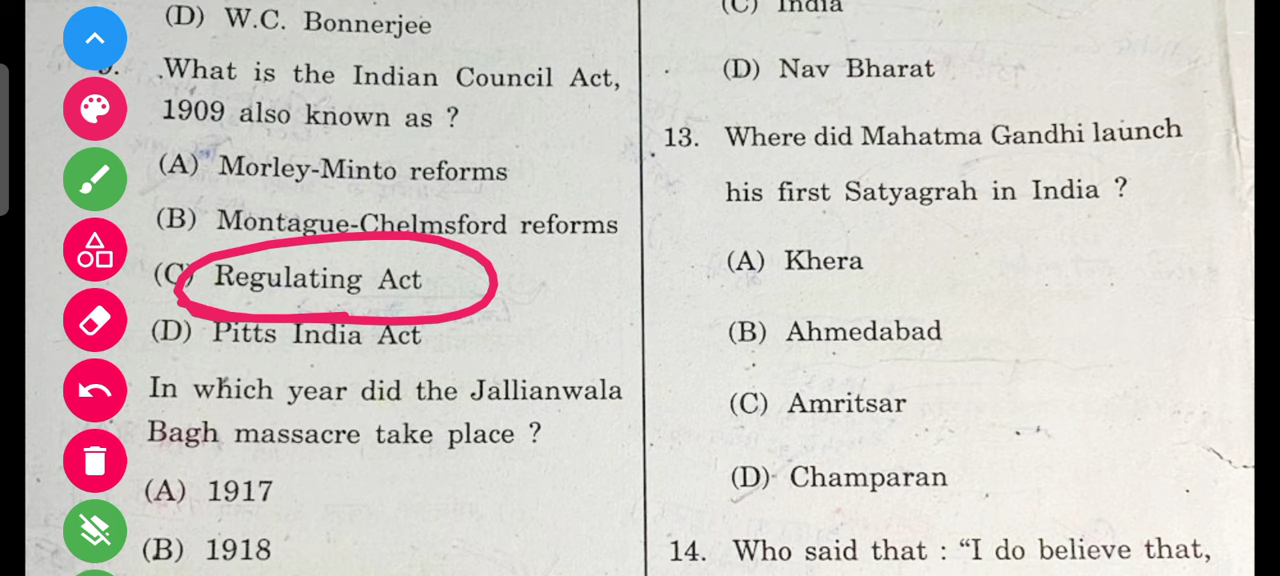 (D) W.C. Bonnerjee
9. What is the Indian Council Act,
1909 also known as ?
(A) Morley-Minto reforms
(B) Montague-Chelmsford reforms
(C) Regulating Act
(D) Pitts India Act
In which year did the Jallianwala
Bagh massacre take place ?
(A) 1917
(B) 1918
(C) India
(D) Nav Bharat
13. Where did Mahatma Gandhi launch
his first Satyagrah in India ?
(A) Khera
(B) Ahmedabad
(C) Amritsar
(D) Champaran
14. Who said that : “I do believe that,